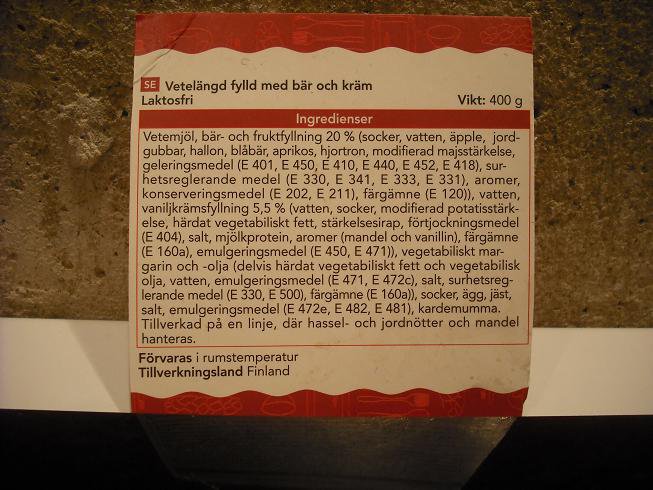 SE Vetelängd fylld med bär och kräm
Laktosfri Vikt: 400 g
Ingredienser
Vetemjöl, bär- och fruktfyllning 20 % (socker, vatten, äpple, jord-
gubbar, hallon, blåbär, aprikos, hjortron, modifierad majsstärkelse,
geleringsmedel (E 401, E 450, E 410, E 440, E 452, E 418), sur-
hetsreglerande medel (E 330, E 341, E 333, E 331), aromer,
konserveringsmedel (E 202, E 211), färgämne (E 120)), vatten,
vaniljkrämsfyllning 5,5 % (vatten, socker, modifierad potatisstärk-
else, härdat vegetabiliskt fett, stärkelsesirap, förtjockningsmedel
(E 404), salt, mjölkprotein, aromer (mandel och vanillin), färgämne
(E 160a), emulgeringsmedel (E 450, E 471)), vegetabiliskt mar-
garin och -olja (delvis härdat vegetabiliskt fett och vegetabilisk
olja, vatten, emulgeringsmedel (E 471, E 472c), salt, surhetsreg-
lerande medel (E 330, E 500), färgämne (E 160a)), socker, ägg, jäst,
salt, emulgeringsmedel (E 472e, E 482, E 481), kardemumma.
Tillverkad på en linje, där hassel- och jordnötter och mandel
hanteras.
Förvaras i rumstemperatur
Tillverkningsland Finland